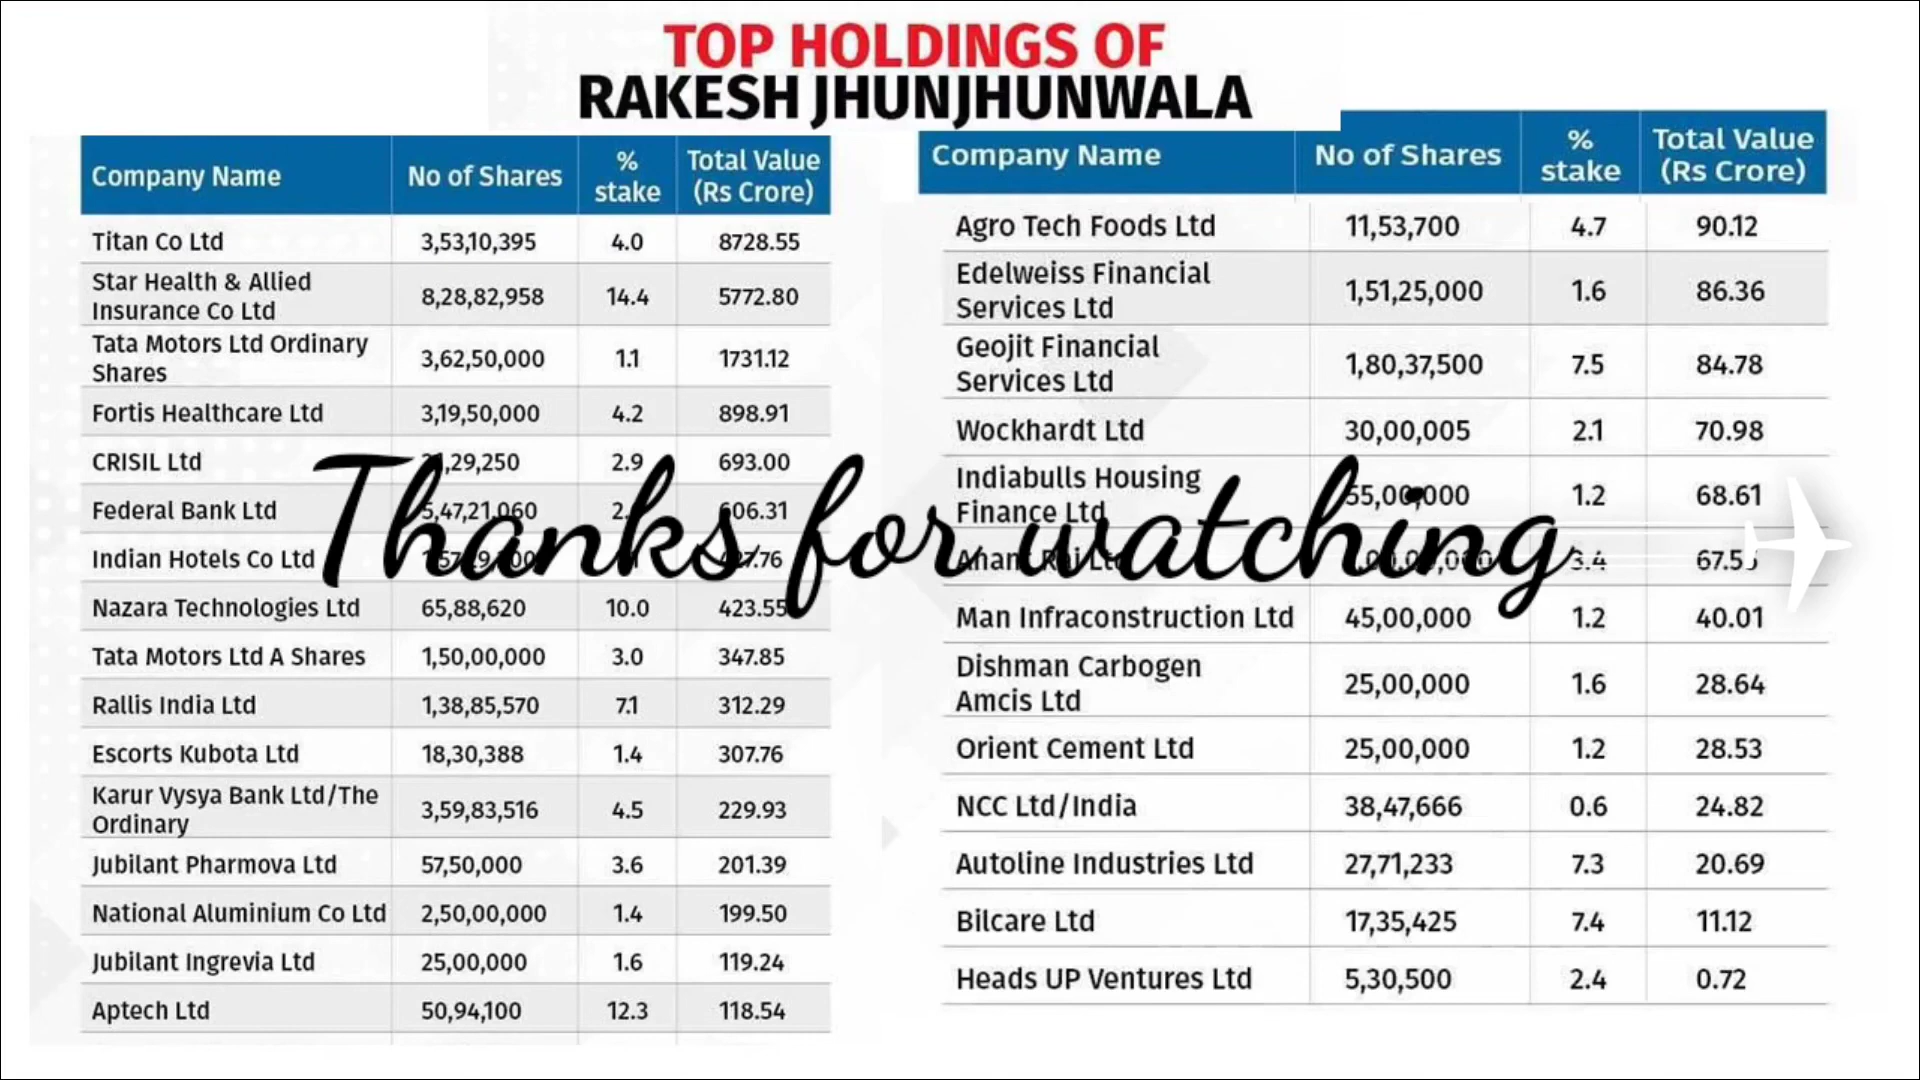 TOP HOLDINGS OF
RAKESH JHUNJHUNWALA
Company Name No of Shares % stake Total Value (Rs Crore)
Titan Co Ltd 3,53,10,395 4.0 8728.55
Star Health & Allied
Insurance Co Ltd 8,28,82,958 14.4 5772.80
Tata Motors Ltd Ordinary
Shares 3,62,50,000 1.1 1731.12
Fortis Healthcare Ltd 3,19,50,000 4.2 898.91
CRISIL Ltd 2.9 693.00
Federal Bank Ltd 5,47,21,060
Indian Hotels Co Ltd
Nazara Technologies Ltd 65,88,620 10.0 423.55
Tata Motors Ltd A Shares 1,50,00,000 3.0 347.85
Rallis India Ltd 1,38,85,570 7.1 312.29
Escorts Kubota Ltd 18,30,388 1.4 307.76
Karur Vysya Bank Ltd/The
Ordinary 3,59,83,516 4.5 229.93
Jubilant Pharmova Ltd 57,50,000 3.6 201.39
National Aluminium Co Ltd 2,50,00,000 1.4 199.50
Jubilant Ingrevia Ltd 25,00,000 1.6 119.24
Aptech Ltd 50,94,100 12.3 118.54
Company Name No of Shares % stake Total Value (Rs Crore)
Agro Tech Foods Ltd 11,53,700 4.7 90.12
Edelweiss Financial
Services Ltd 1,51,25,000 1.6 86.36
Geojit Financial
Services Ltd 1,80,37,500 7.5 84.78
Wockhardt Ltd 30,00,005 2.1 70.98
Indiabulls Housing
Finance Ltd 55,00,000 1.2 68.61
Anant Raj Ltd 3.4
Man Infraconstruction Ltd 45,00,000 1.2 40.01
Dishman Carbogen
Amcis Ltd 25,00,000 1.6 28.64
Orient Cement Ltd 25,00,000 1.2 28.53
NCC Ltd/India 38,47,666 0.6 24.82
Autoline Industries Ltd 27,71,233 7.3 20.69
Bilcare Ltd 17,35,425 7.4 11.12
Heads UP Ventures Ltd 5,30,500 2.4 0.72
Thanks for watching